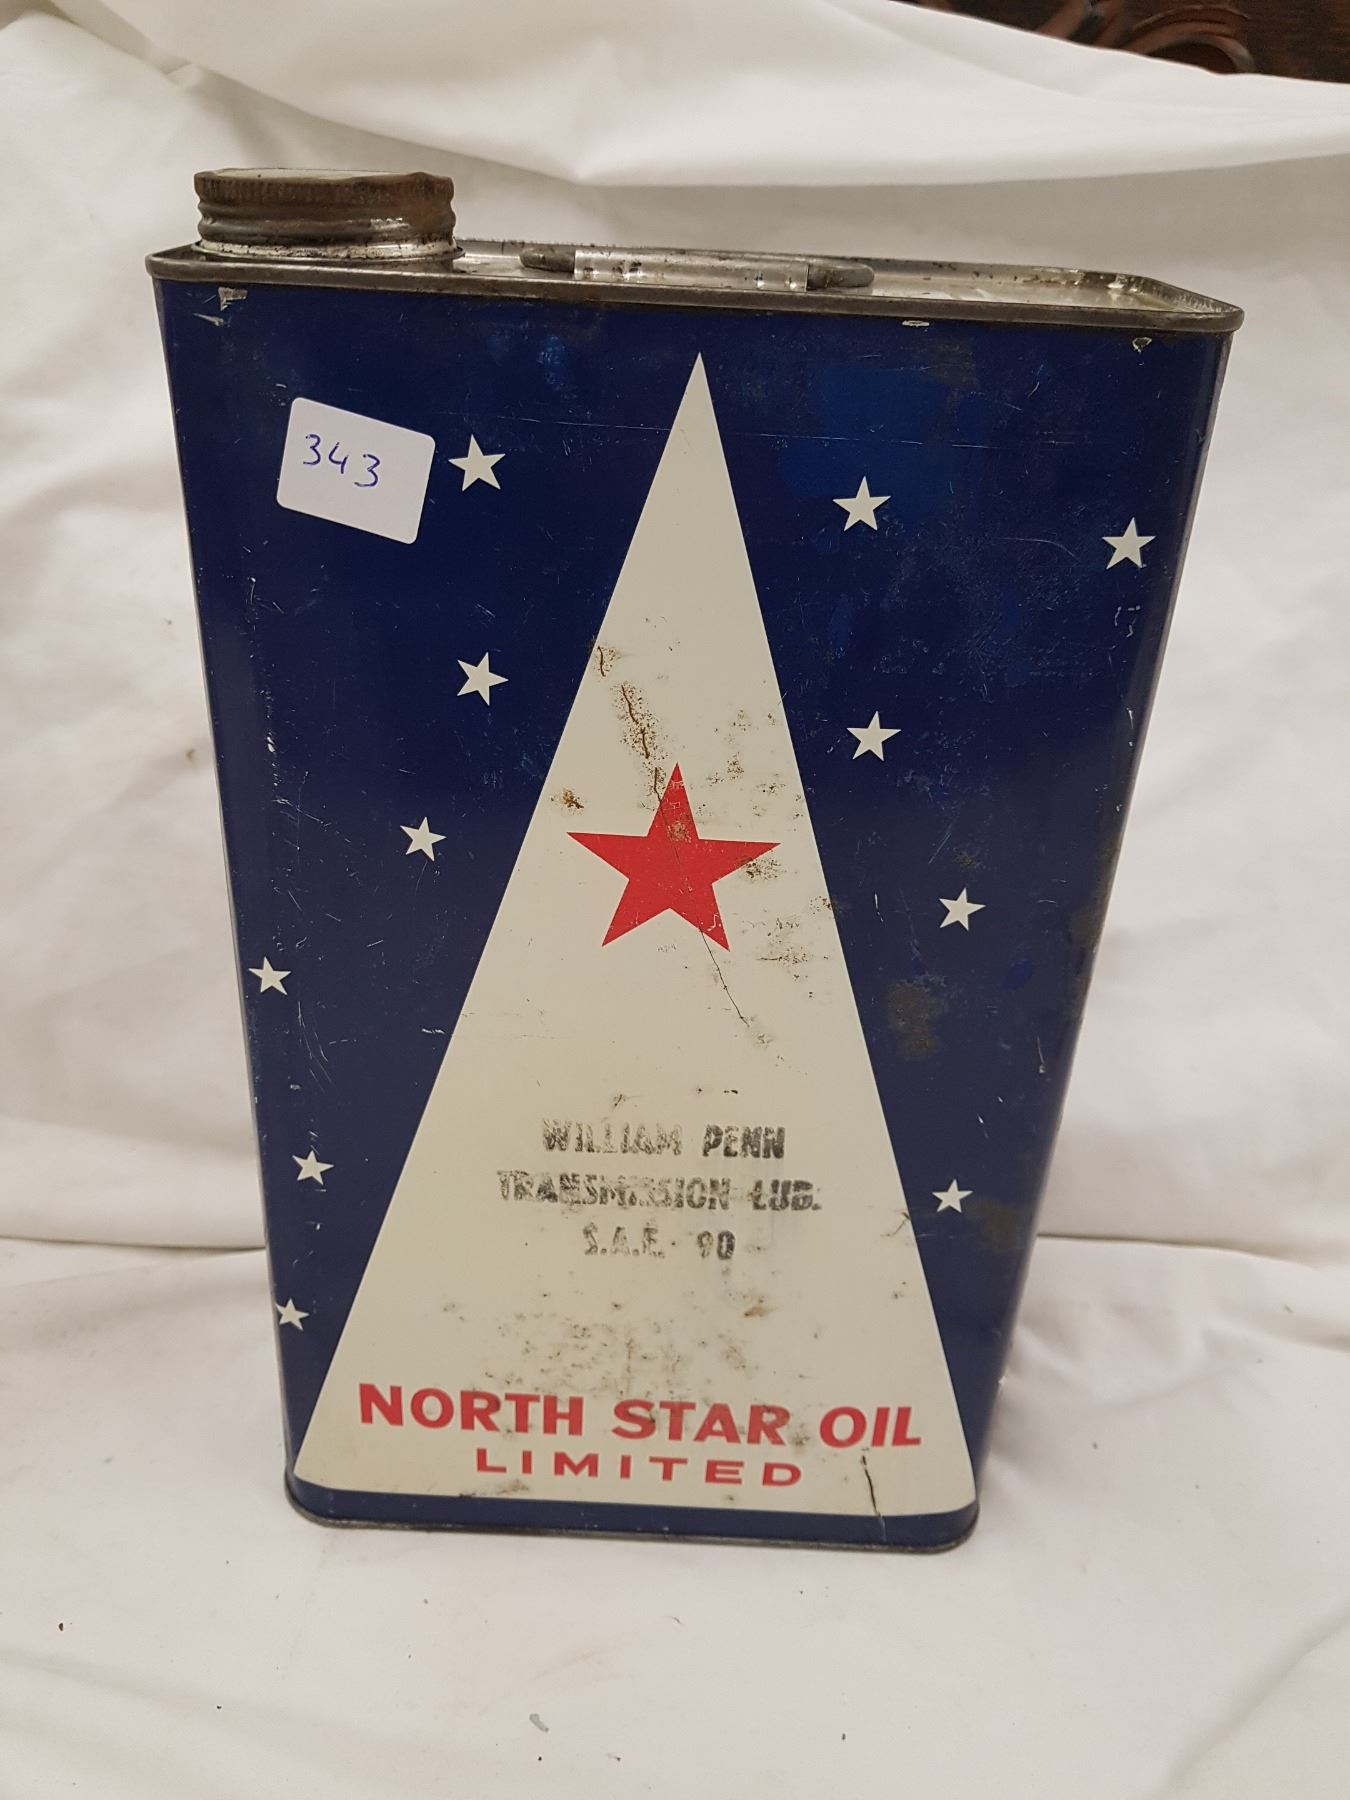 343
WILLIAM PENN
TRANSMISSION LUB.
S.A.E. 90
NORTH STAR OIL
LIMITED